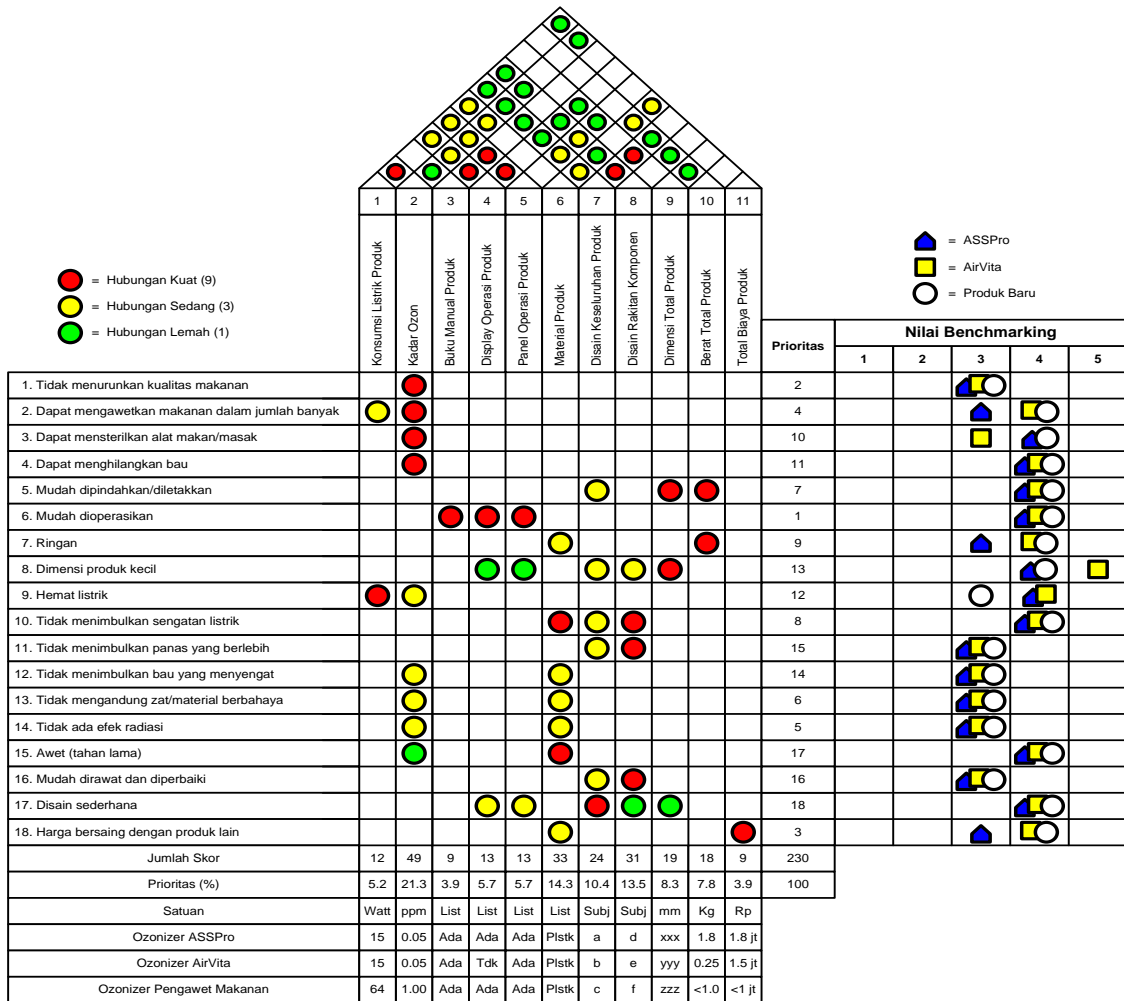 1 2 3 4 5 6 7 8 9 10 11
Konsumsi Listrik Produk
Kadar Ozon
Buku Manual Produk
Display Operasi Produk
Panel Operasi Produk
Material Produk
Disain Keseluruhan Produk
Disain Rakitan Komponen
Dimensi Total Produk
Berat Total Produk
Total Biaya Produk
= Hubungan Kuat (9)
= Hubungan Sedang (3)
= Hubungan Lemah (1)
= ASSPro
= AirVita
= Produk Baru
Prioritas
Nilai Benchmarking
1 2 3 4 5
1. Tidak menurunkan kualitas makanan 2
2. Dapat mengawetkan makanan dalam jumlah banyak 4
3. Dapat mensterilkan alat makan/masak 10
4. Dapat menghilangkan bau 11
5. Mudah dipindahkan/diletakkan 7
6. Mudah dioperasikan 1
7. Ringan 9
8. Dimensi produk kecil 13
9. Hemat listrik 12
10. Tidak menimbulkan sengatan listrik 8
11. Tidak menimbulkan panas yang berlebih 15
12. Tidak menimbulkan bau yang menyengat 14
13. Tidak mengandung zat/material berbahaya 6
14. Tidak ada efek radiasi 5
15. Awet (tahan lama) 17
16. Mudah dirawat dan diperbaiki 16
17. Disain sederhana 18
18. Harga bersaing dengan produk lain 3
Jumlah Skor 12 49 9 13 13 33 24 31 19 18 9 230
Prioritas (%) 5.2 21.3 3.9 5.7 5.7 14.3 10.4 13.5 8.3 7.8 3.9 100
Satuan Watt ppm List List List List Subj Subj mm Kg Rp
Ozonizer ASSPro 15 0.05 Ada Ada Ada Plstk a d xxx 1.8 1.8 jt
Ozonizer AirVita 15 0.05 Ada Tdk Ada Plstk b e yyy 0.25 1.5 jt
Ozonizer Pengawet Makanan 64 1.00 Ada Ada Ada Plstk c f zzz <1.0 <1 jt